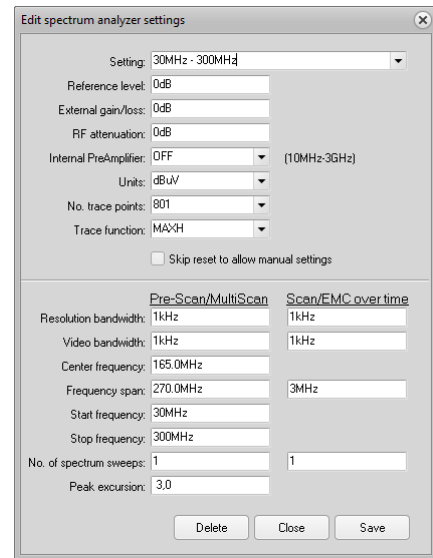 Edit spectrum analyzer settings
Setting: 30MHz - 300MHz
Reference level: 0dB
External gain/loss: 0dB
RF attenuation: 0dB
Internal PreAmplifier: OFF (10MHz-3GHz)
Units: dBuV
No. trace points: 801
Trace function: MAXH
Skip reset to allow manual settings
Pre-Scan/MultiScan Scan/EMC over time
Resolution bandwidth: 1kHz 1kHz
Video bandwidth: 1kHz 1kHz
Center frequency: 165.0MHz
Frequency span: 270.0MHz 3MHz
Start frequency: 30MHz
Stop frequency: 300MHz
No. of spectrum sweeps: 1 1
Peak excursion: 3,0
Delete Close Save